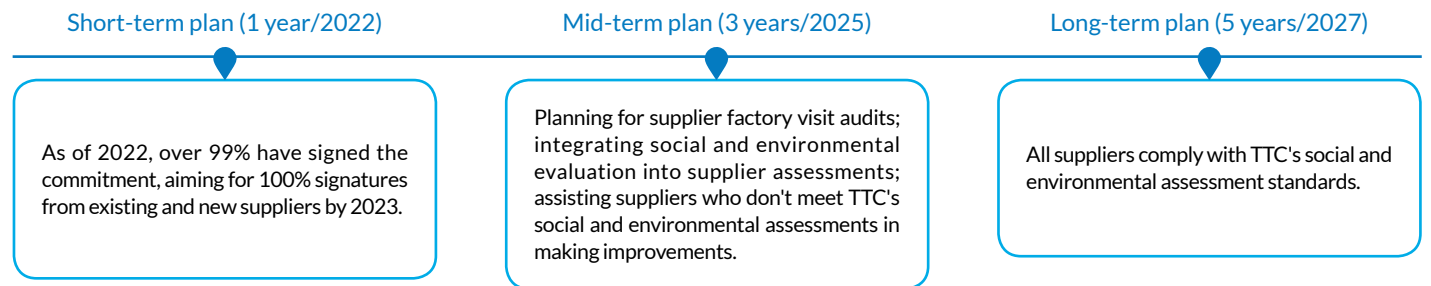 Short-term plan (1 year/2022)
As of 2022, over 99% have signed the
commitment, aiming for 100% signatures
from existing and new suppliers by 2023.
Mid-term plan (3 years/2025)
Planning for supplier factory visit audits;
integrating social and environmental
evaluation into supplier assessments;
assisting suppliers who don't meet TTC's
social and environmental assessments in
making improvements.
Long-term plan (5 years/2027)
All suppliers comply with TTC's social and
environmental assessment standards.